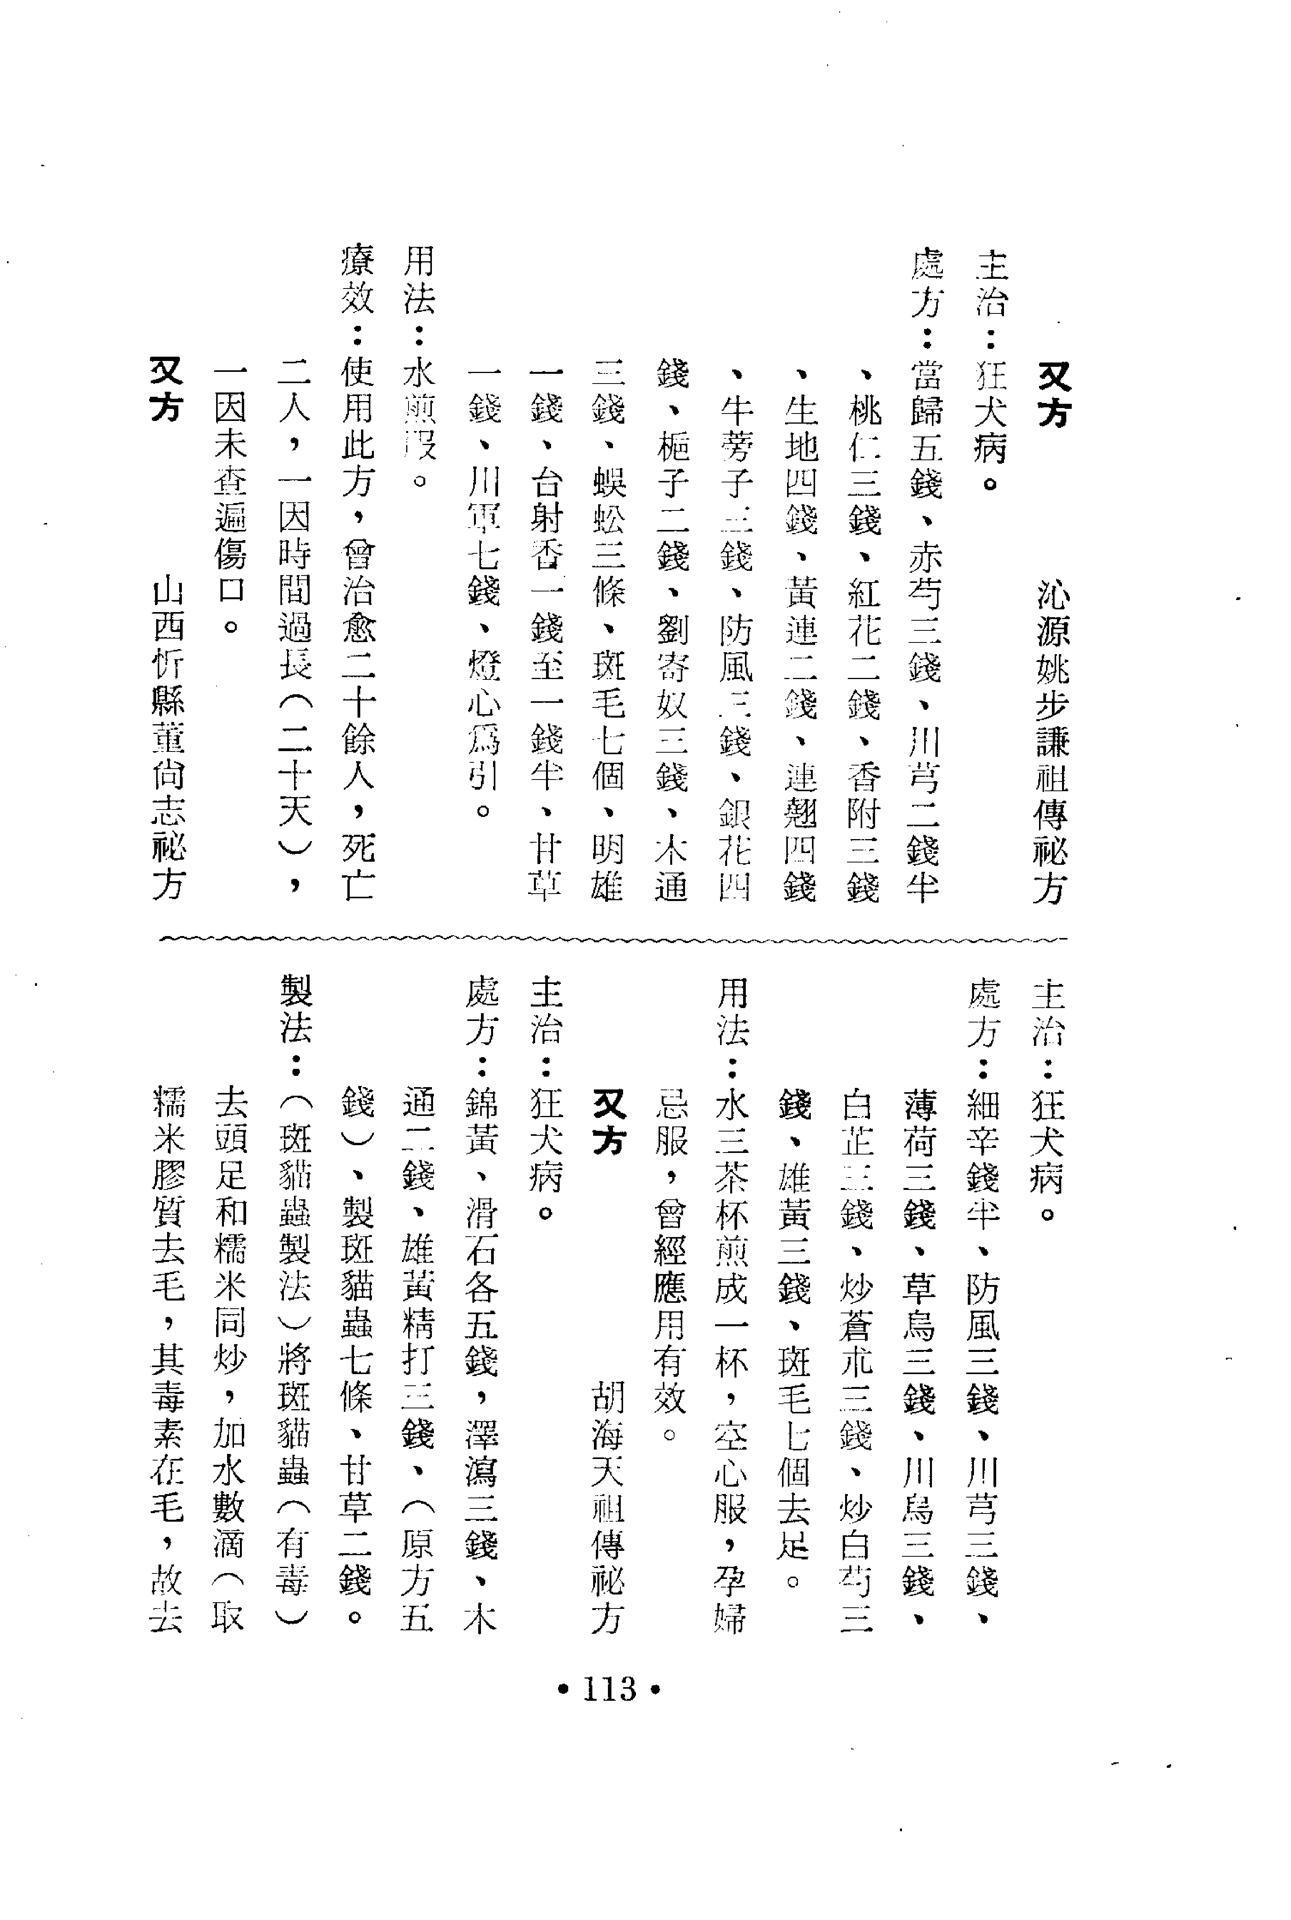 又方　沁源姚步謙祖傳祕方
主治：狂犬病。
處方：當歸五錢、赤芍三錢、川芎二錢半
、桃仁三錢、紅花二錢、香附三錢
、生地四錢、黃連二錢、連翹四錢
、牛蒡子三錢、防風三錢、銀花四
錢、梔子二錢、劉寄奴三錢、木通
三錢、蜈蚣三條、斑毛七個、明雄
一錢、台射香一錢至一錢半、甘草
一錢、川軍七錢、燈心爲引。
用法：水煎服。
療效：使用此方，曾治愈二十餘人，死亡
二人，一因時間過長（二十天），
一因未查遍傷口。
又方　山西忻縣董尙志祕方
主治：狂犬病。
處方：細辛錢半、防風三錢、川芎三錢、
薄荷三錢、草烏三錢、川烏三錢、
白芷三錢、炒蒼朮三錢、炒白芍三
錢、雄黃三錢、斑毛七個去足。
用法：水三茶杯煎成一杯，空心服，孕婦
忌服，曾經應用有效。
又方　胡海天祖傳祕方
主治：狂犬病。
處方：錦黃、滑石各五錢，澤瀉三錢、木
通二錢、雄黃精打三錢、（原方五
錢）、製斑貓蟲七條、甘草二錢。
製法：（斑貓蟲製法）將斑貓蟲（有毒）
去頭足和糯米同炒，加水數滴（取
糯米膠質去毛，其毒素在毛，故去
•113•